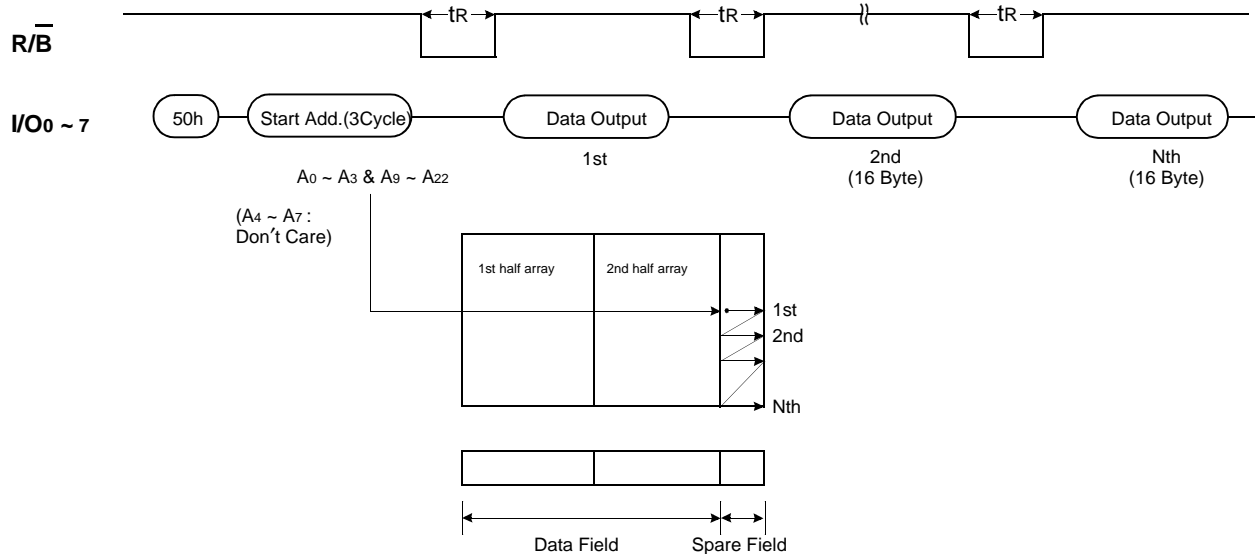 tR tR tR
R/B
I/O0 ~ 7
50h Start Add.(3Cycle) Data Output Data Output Data Output
1st 2nd Nth
(16 Byte) (16 Byte)
A0 ~ A3 & A9 ~ A22
(A4 ~ A7 :
Don′t Care)
1st half array 2nd half array
1st
2nd
Nth
Data Field Spare Field